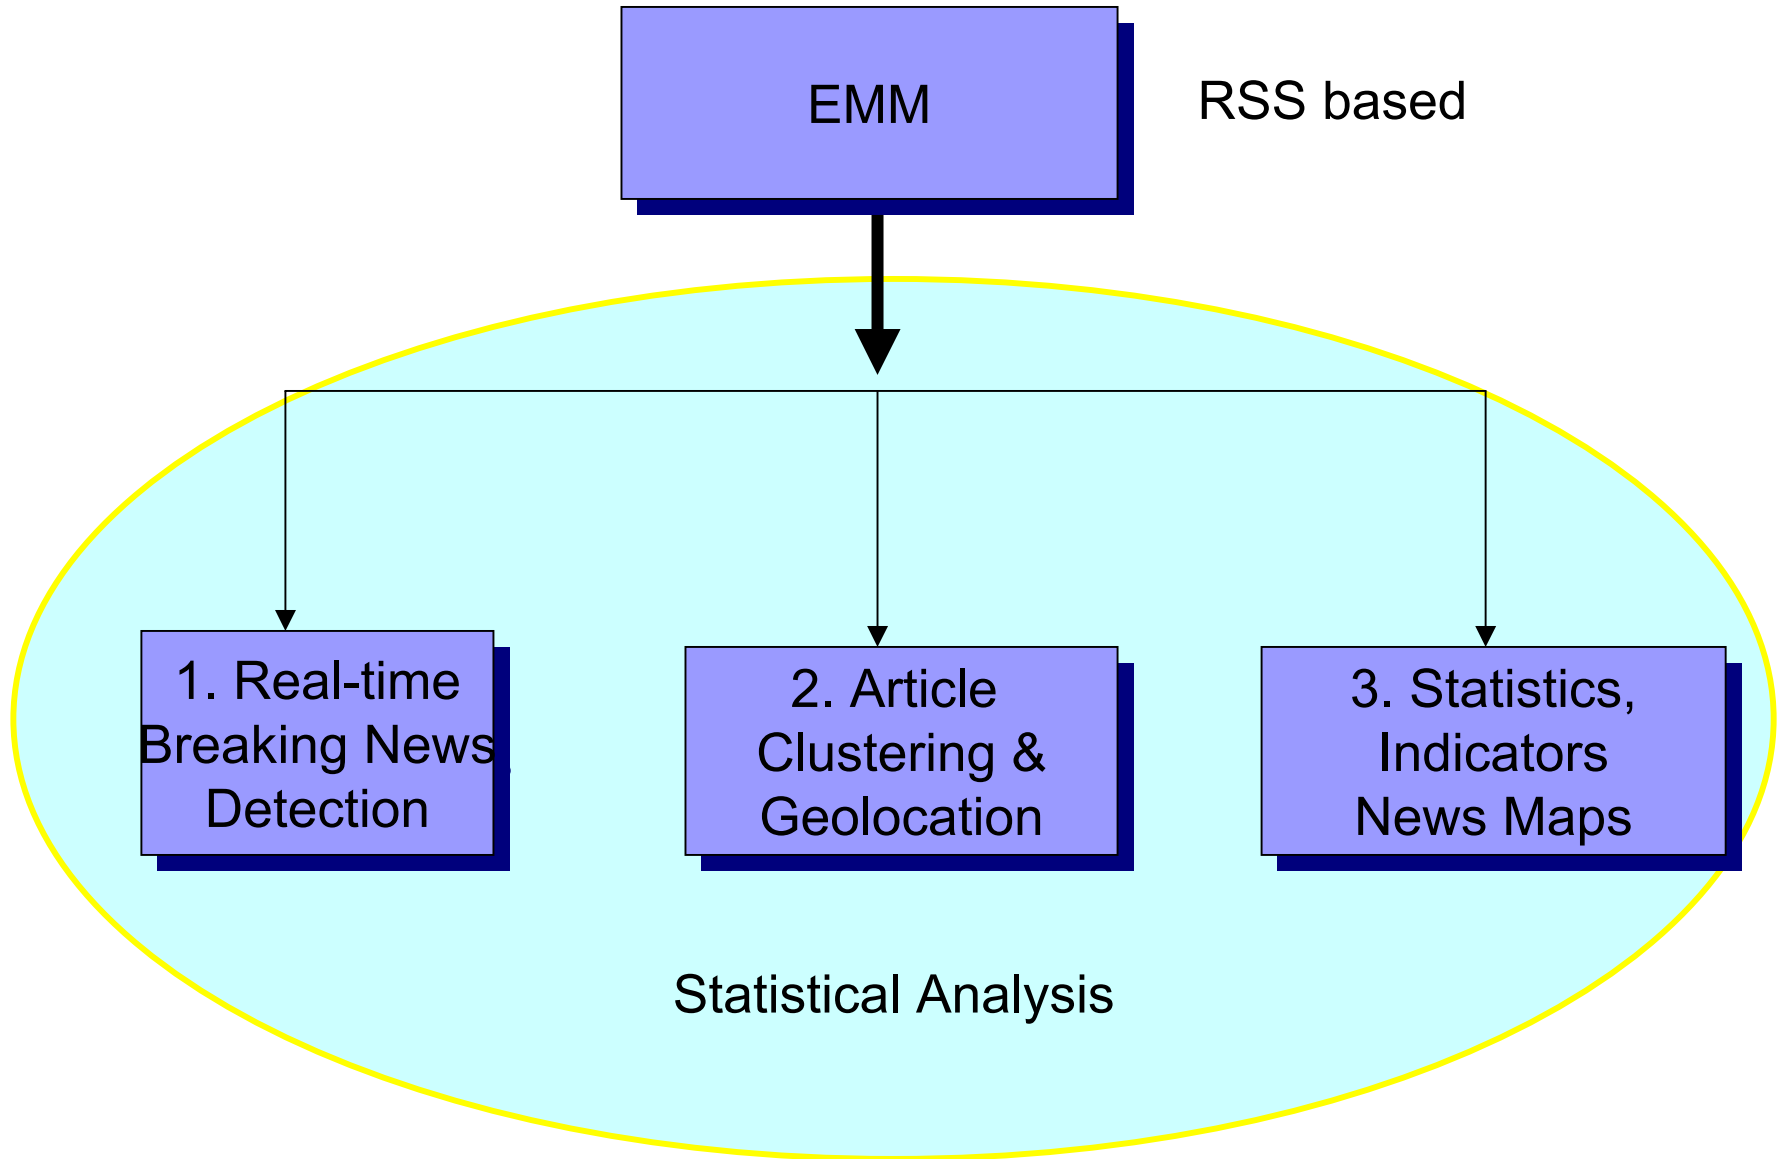 EMM
RSS based
1. Real-time
Breaking News
Detection
2. Article
Clustering &
Geolocation
3. Statistics,
Indicators
News Maps
Statistical Analysis